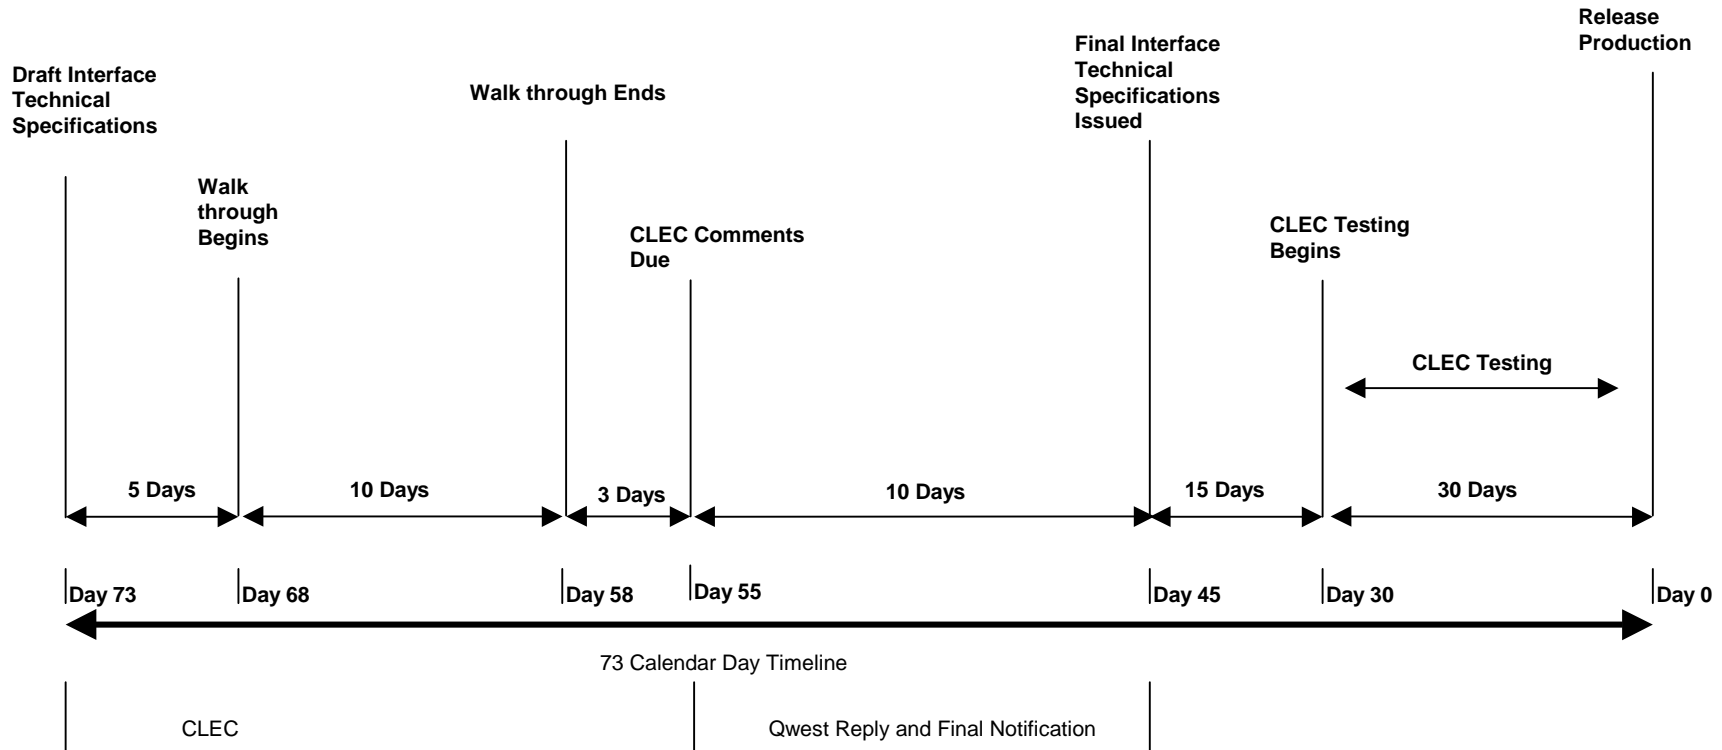 Release
Production
Final Interface
Technical
Specifications
Issued
Draft Interface
Technical
Specifications
Walk through Ends
Walk
through
Begins
CLEC Comments
Due
CLEC Testing
Begins
CLEC Testing
5 Days
10 Days
3 Days
10 Days
15 Days
30 Days
Day 73
Day 68
Day 58
Day 55
Day 45
Day 30
Day 0
73 Calendar Day Timeline
CLEC
Qwest Reply and Final Notification